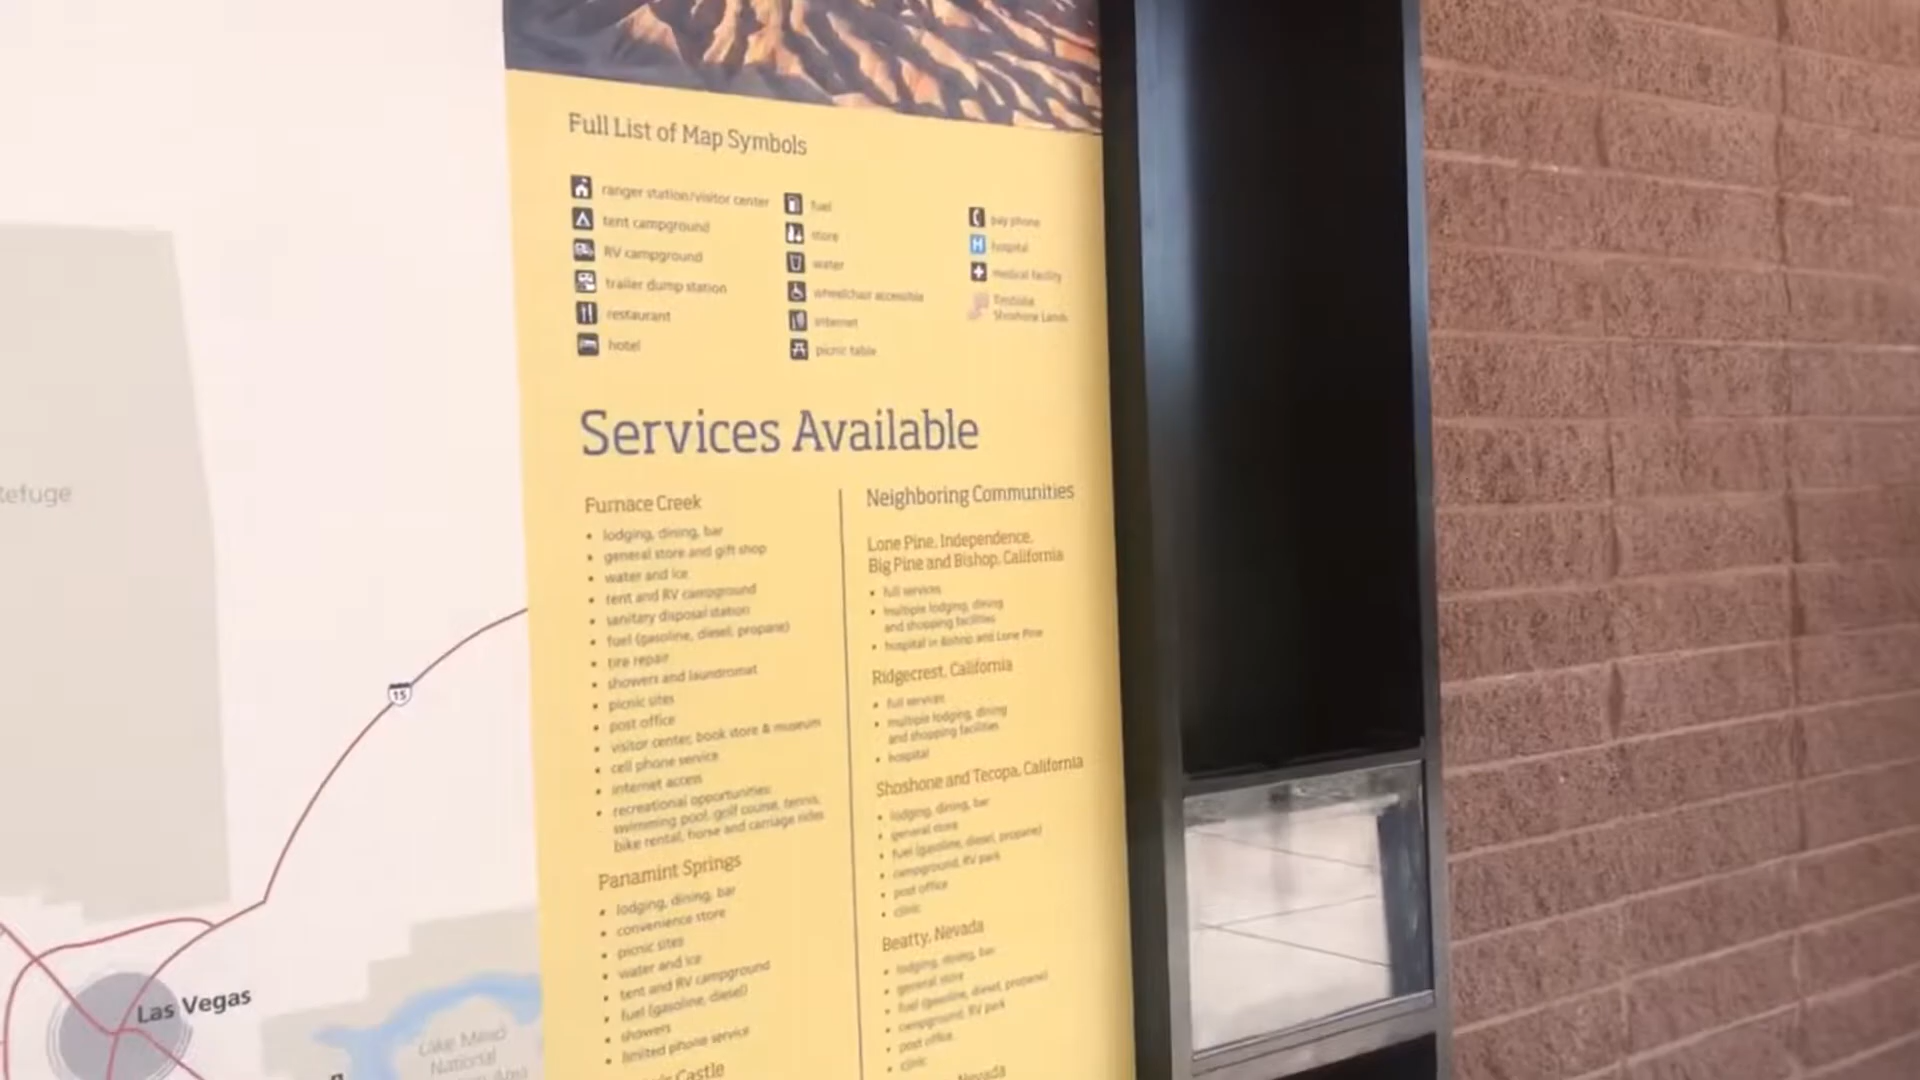 Full List of Map Symbols
ranger station/visitor center
tent campground
RV campground
trailer dump station
restaurant
hotel
fuel
store
water
wheelchair accessible
internet
picnic table
pay phone
H
hospital
medical facility
Timbisha
Shoshone Lands
Services Available
Furnace Creek
• lodging, dining, bar
• general store and gift shop
• water and ice
• tent and RV campground
• sanitary disposal station
• fuel (gasoline, diesel, propane)
• tire repair
• showers and laundromat
• picnic sites
• post office
• visitor center, book store & museum
• cell phone service
• internet access
• recreational opportunities:
swimming pool, golf course, tennis,
bike rental, horse and carriage rides
Panamint Springs
• lodging, dining, bar
• convenience store
• picnic sites
• water and ice
• tent and RV campground
• fuel (gasoline, diesel)
• showers
• limited phone service
Castle
Neighboring Communities
Lone Pine, Independence,
Big Pine and Bishop, California
• full services
• multiple lodging, dining
and shopping facilities
• hospital in Bishop and Lone Pine
Ridgecrest, California
• full services
• multiple lodging, dining
and shopping facilities
• hospital
Shoshone and Tecopa, California
• lodging, dining, bar
• general store
• fuel (gasoline, diesel, propane)
• campground, RV park
• post office
• clinic
Beatty, Nevada
• lodging, dining, bar
• general store
• fuel (gasoline, diesel, propane)
• campground, RV park
• post office
• clinic
Nevada
Refuge
15
Las Vegas
Lake Mead
National
Area